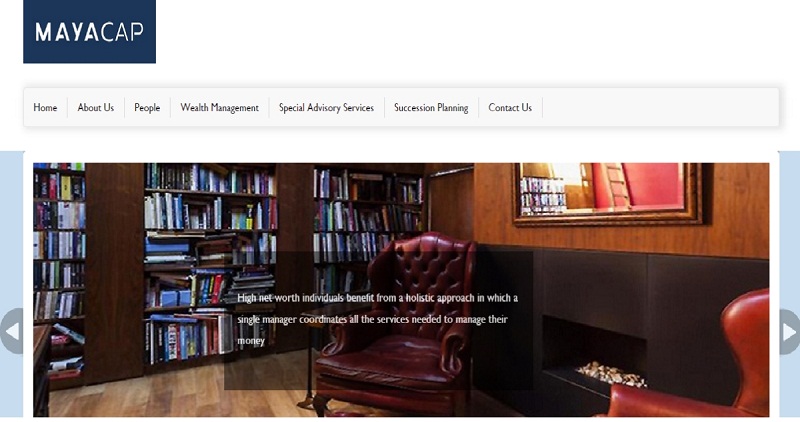 MAYACAP
Home
About Us
People
Wealth Management
Special Advisory Services
Succession Planning
Contact Us
High net-worth individuals benefit from a holistic approach in which a
single manager coordmates all the services needed to manage their
money